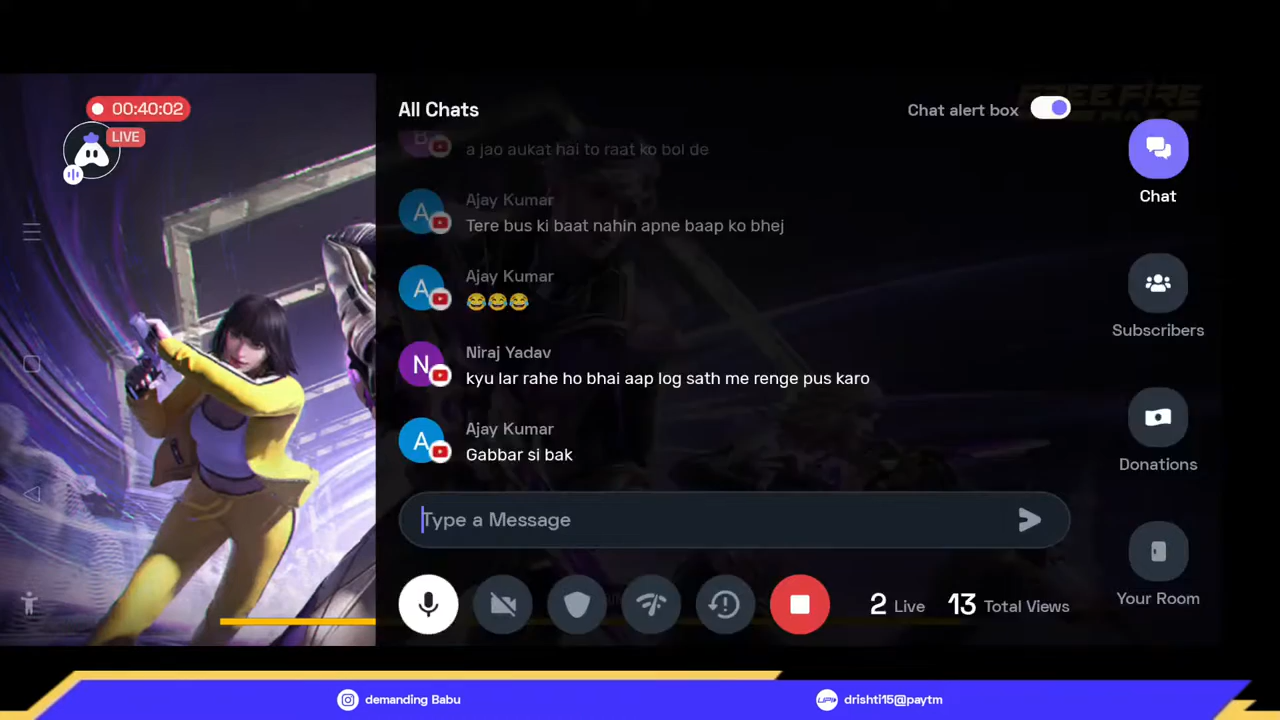 FREE FIRE
00:40:02
LIVE
All Chats
Chat alert box
a jao aukat hai to raat ko bol de
Chat
Ajay Kumar
Tere bus ki baat nahin apne baap ko bhej
Ajay Kumar
😂😂😂
Subscribers
Niraj Yadav
kyu lar rahe ho bhai aap log sath me renge pus karo
Ajay Kumar
Gabbar si bak
Donations
Type a Message
Your Room
2 Live 13 Total Views
demanding Babu
UPI drishti15@paytm